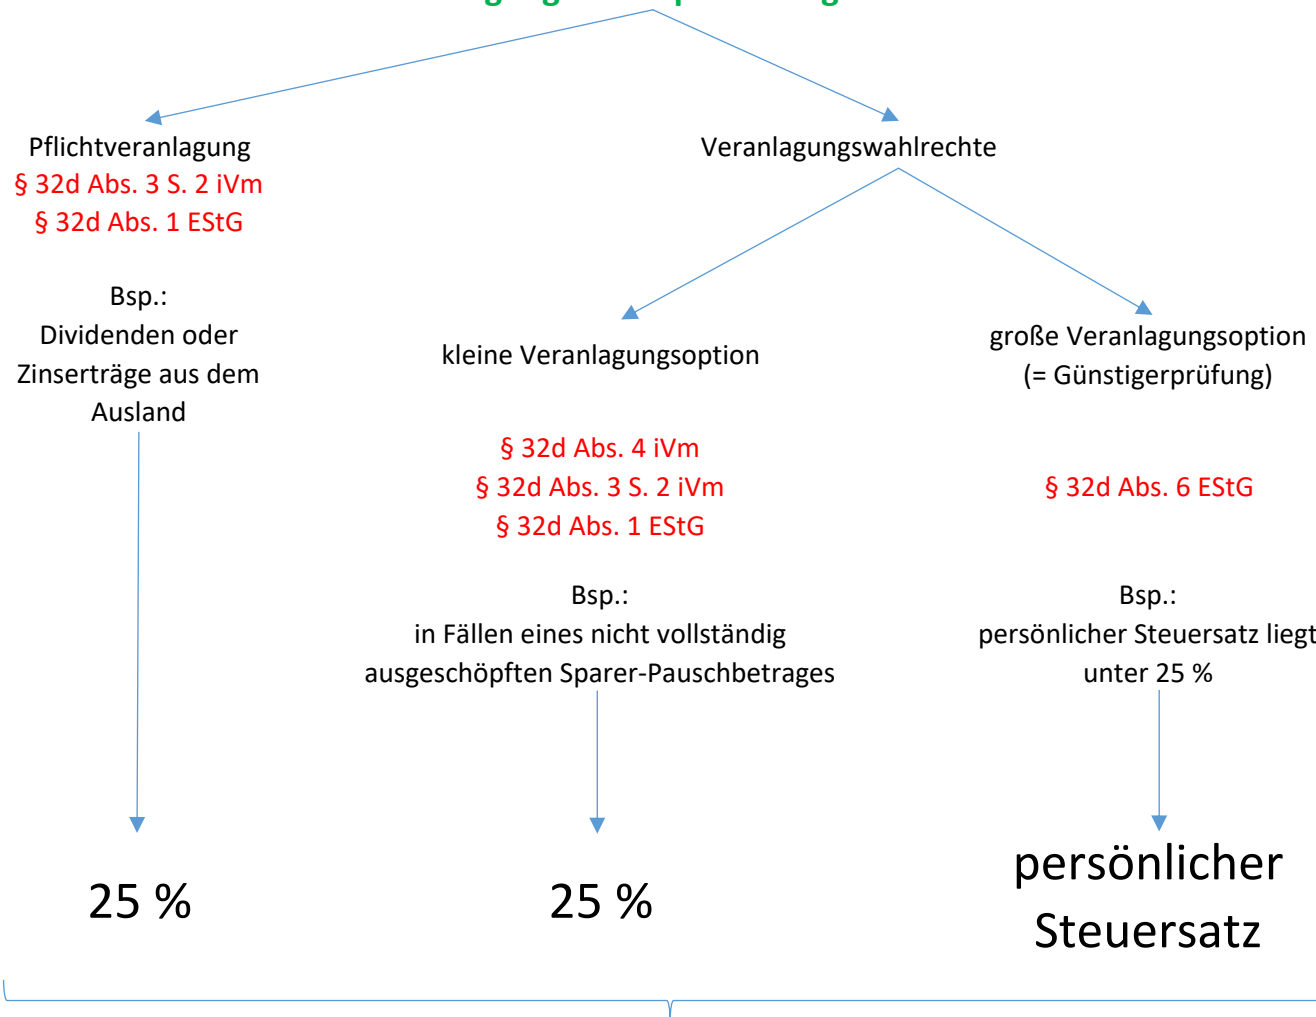 Pflichtveranlagung
§ 32d Abs. 3 S. 2 iVm
§ 32d Abs. 1 EStG
Bsp.:
Dividenden oder
Zinserträge aus dem
Ausland
25 %
Veranlagungswahlrechte
kleine Veranlagungsoption
§ 32d Abs. 4 iVm
§ 32d Abs. 3 S. 2 iVm
§ 32d Abs. 1 EStG
Bsp.:
in Fällen eines nicht vollständig
ausgeschöpften Sparer-Pauschbetrages
25 %
große Veranlagungsoption
(= Günstigerprüfung)
§ 32d Abs. 6 EStG
Bsp.:
persönlicher Steuersatz liegt
unter 25 %
persönlicher
Steuersatz